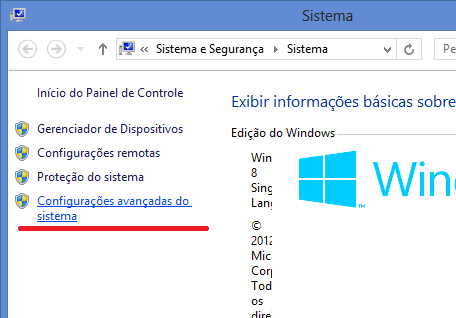 Sistema
Sistema e Segurança
Sistema
Início do Painel de Controle
Gerenciador de Dispositivos
Configurações remotas
Proteção do sistema
Configurações avançadas do
sistema
Exibir informações básicas sobre
Edição do Windows
Win
8
Sing
Lang
©
2012
Mic
Corp
Tod
os
dire